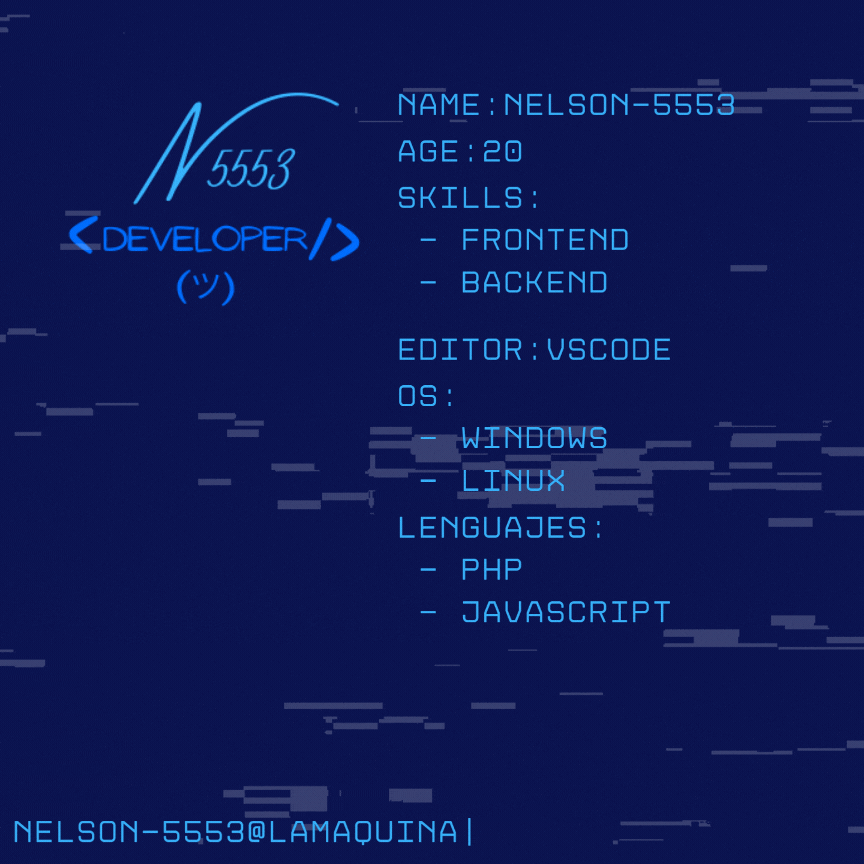 N 5553
<DEVELOPER/>
(ツ)
NAME:NELSON-5553
AGE:20
SKILLS:
- FRONTEND
- BACKEND
EDITOR:VSCODE
OS:
- WINDOWS
- LINUX
LENGUAJES:
- PHP
- JAVASCRIPT
NELSON-5553@LAMAQUINA|